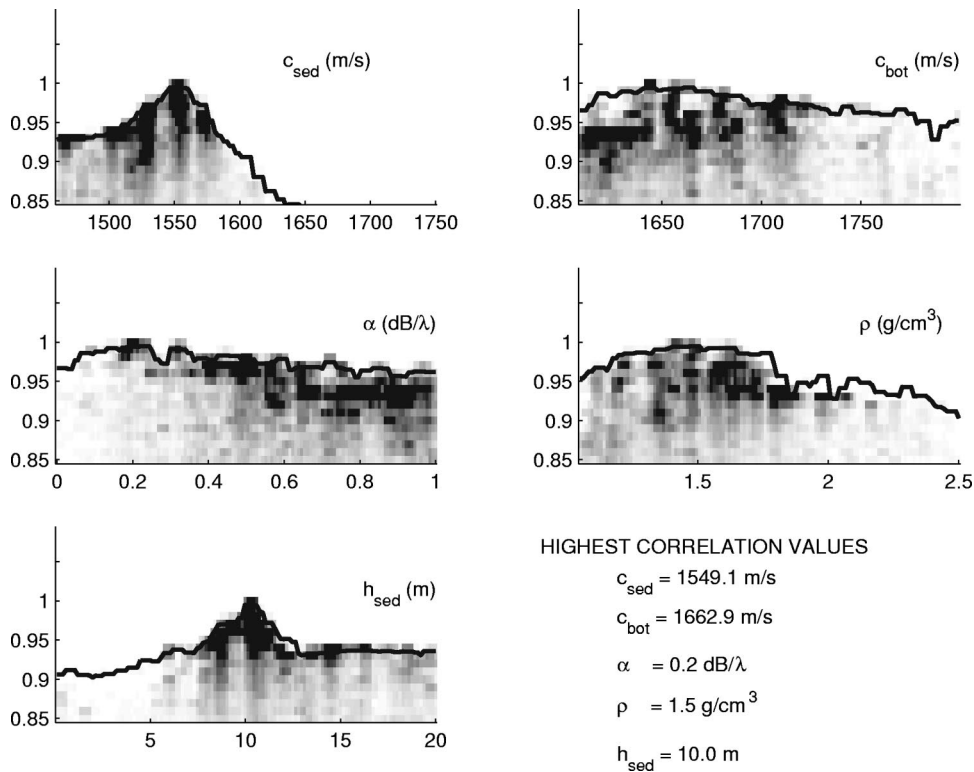 c_sed (m/s)
1
0.95
0.9
0.85
1500 1550 1600 1650 1700 1750
c_bot (m/s)
1
0.95
0.9
0.85
1650 1700 1750
α (dB/λ)
1
0.95
0.9
0.85
0 0.2 0.4 0.6 0.8 1
ρ (g/cm³)
1
0.95
0.9
0.85
1.5 2 2.5
h_sed (m)
1
0.95
0.9
0.85
5 10 15 20
HIGHEST CORRELATION VALUES
c_sed = 1549.1 m/s
c_bot = 1662.9 m/s
α = 0.2 dB/λ
ρ = 1.5 g/cm³
h_sed = 10.0 m